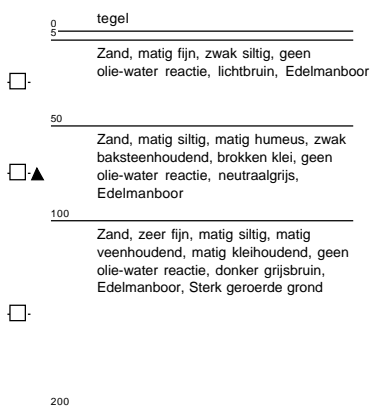 0 tegel
5
Zand, matig fijn, zwak siltig, geen
olie-water reactie, lichtbruin, Edelmanboor
50
Zand, matig siltig, matig humeus, zwak
baksteenhoudend, brokken klei, geen
olie-water reactie, neutraalgrijs,
Edelmanboor
100
Zand, zeer fijn, matig siltig, matig
veenhoudend, matig kleihoudend, geen
olie-water reactie, donker grijsbruin,
Edelmanboor, Sterk geroerde grond
200